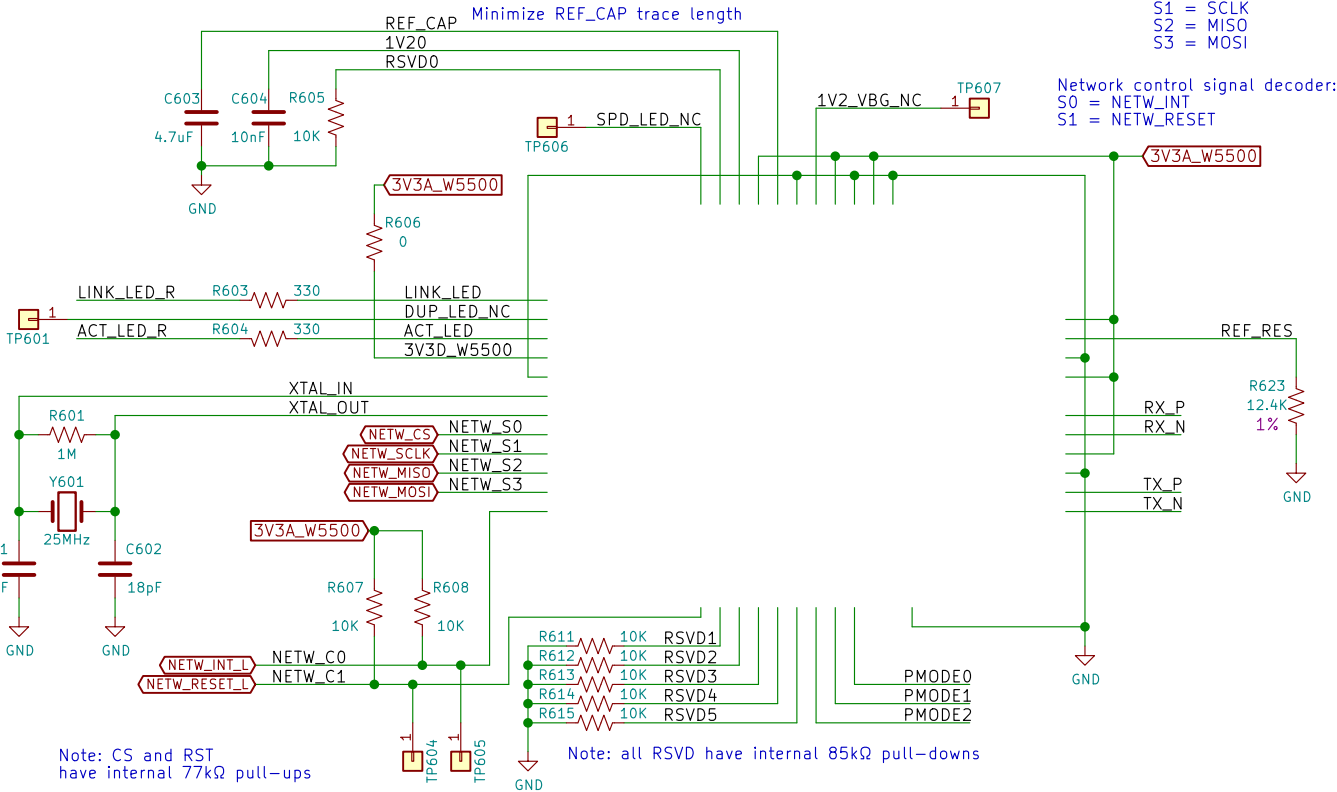 Minimize REF_CAP trace length
S1 = SCLK
S2 = MISO
S3 = MOSI
REF_CAP
1V20
RSVD0
Network control signal decoder:
S0 = NETW_INT
S1 = NETW_RESET
C603
4.7uF
C604
10nF
R605
10K
GND
TP606
1
SPD_LED_NC
1V2_VBG_NC
1
TP607
3V3A_W5500
3V3A_W5500
R606
0
LINK_LED_R
R603
330
LINK_LED
1
TP601
DUP_LED_NC
ACT_LED_R
R604
330
ACT_LED
3V3D_W5500
REF_RES
XTAL_IN
XTAL_OUT
R623
12.4K
1%
GND
R601
1M
NETW_CS
NETW_S0
NETW_SCLK
NETW_S1
NETW_MISO
NETW_S2
NETW_MOSI
NETW_S3
RX_P
RX_N
TX_P
TX_N
Y601
25MHz
1
F
GND
C602
18pF
GND
3V3A_W5500
R607
10K
R608
10K
NETW_INT_L
NETW_C0
NETW_RESET_L
NETW_C1
R611
10K
RSVD1
R612
10K
RSVD2
R613
10K
RSVD3
R614
10K
RSVD4
R615
10K
RSVD5
PMODE0
PMODE1
PMODE2
GND
1
TP604
1
TP605
GND
Note: CS and RST
have internal 77kΩ pull-ups
Note: all RSVD have internal 85kΩ pull-downs